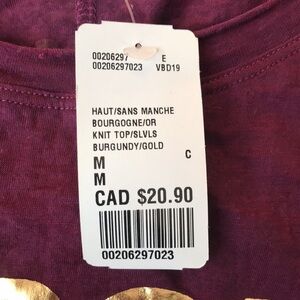 00206297 E
00206297023 VBD19
HAUT/SANS MANCHE
BOURGOGNE/OR
KNIT TOP/SLVLS
BURGUNDY/GOLD
M C
M
CAD $20.90
00206297023